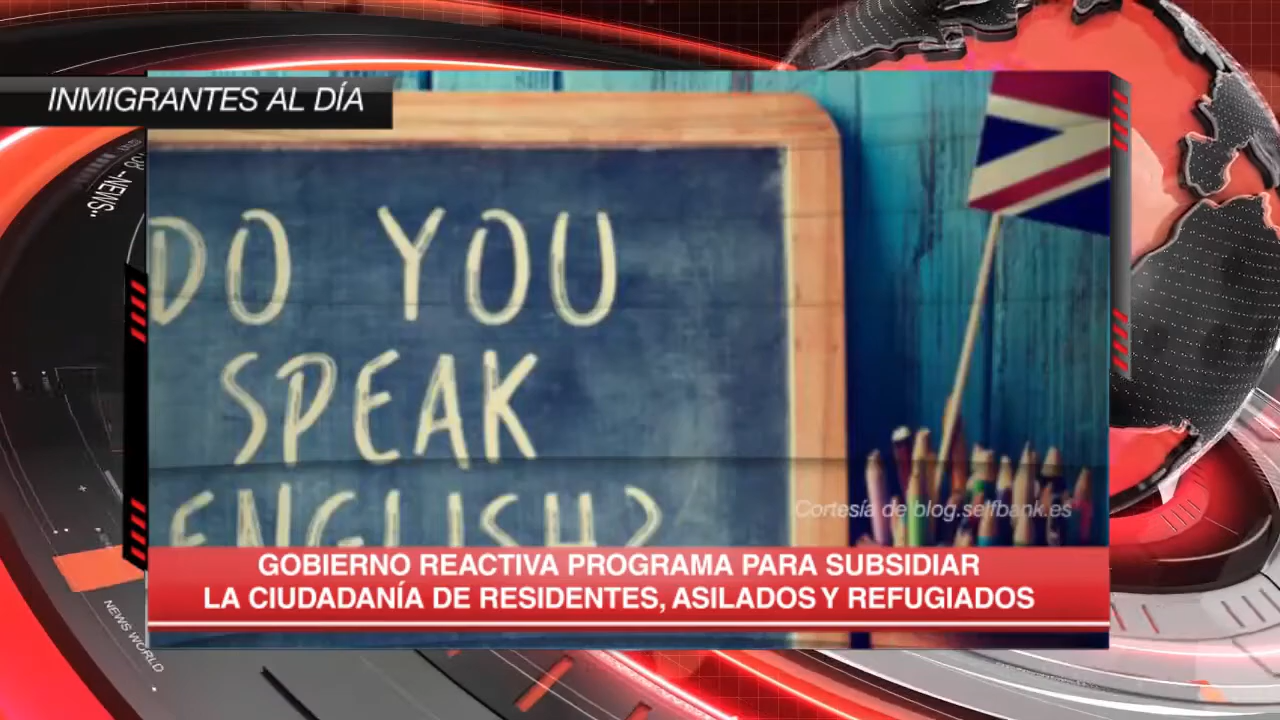 INMIGRANTES AL DÍA
DO YOU
SPEAK
ENGLISH?
Cortesía de blog.selfbank.es
GOBIERNO REACTIVA PROGRAMA PARA SUBSIDIAR
LA CIUDADANÍA DE RESIDENTES, ASILADOS Y REFUGIADOS
NEWS WORLD